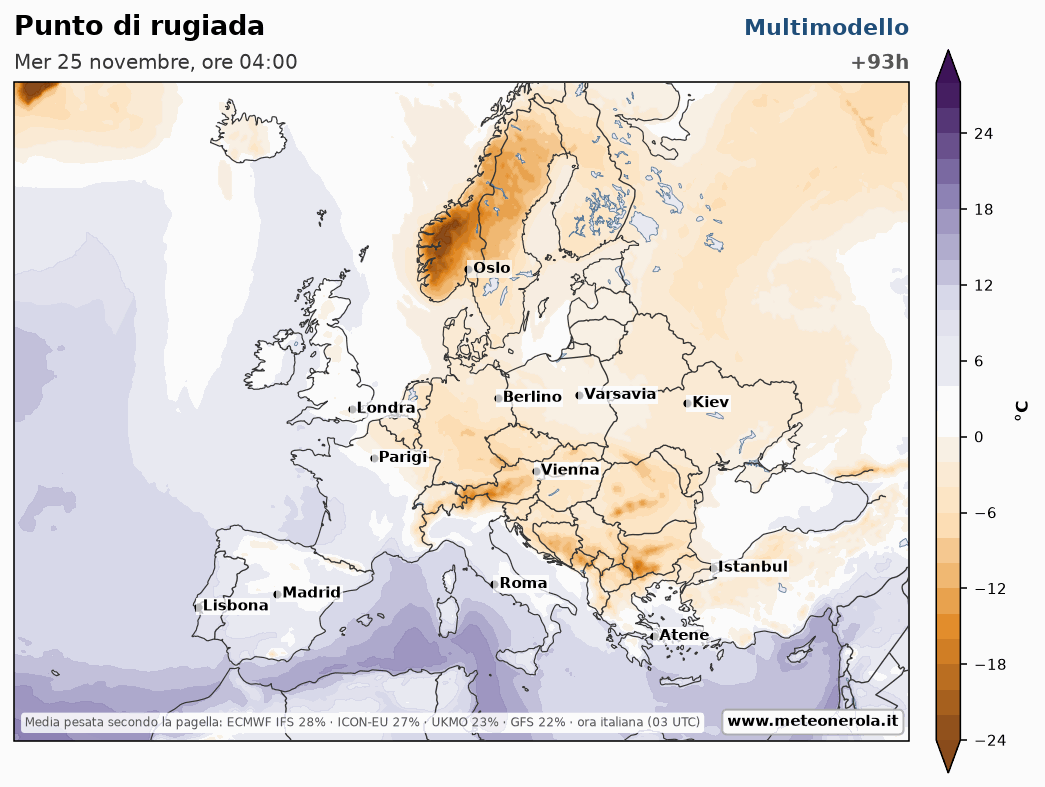 Punto di rugiada
Multimodello
Mer 25 novembre, ore 04:00
+93h
24
18
12
6
0
−6
−12
−18
−24
°C
Oslo
Berlino
Varsavia
Kiev
Londra
Parigi
Vienna
Istanbul
Roma
Madrid
Lisbona
Atene
Media pesata secondo la pagella: ECMWF IFS 28% · ICON-EU 27% · UKMO 23% · GFS 22% · ora italiana (03 UTC)
www.meteonerola.it